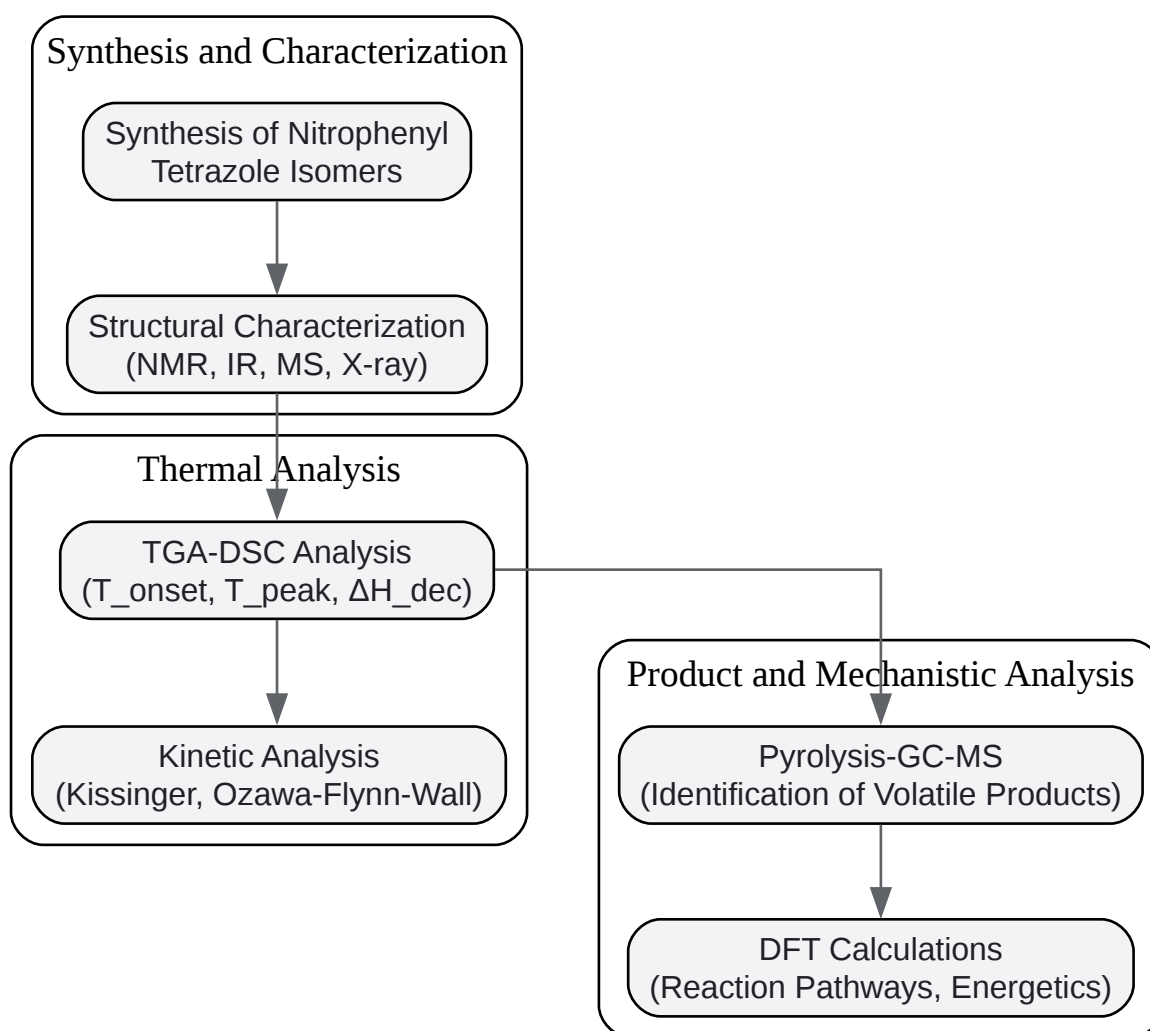 Synthesis and Characterization
Synthesis of Nitrophenyl
Tetrazole Isomers
Structural Characterization
(NMR, IR, MS, X-ray)
Thermal Analysis
TGA-DSC Analysis
(T_onset, T_peak, ΔH_dec)
Kinetic Analysis
(Kissinger, Ozawa-Flynn-Wall)
Product and Mechanistic Analysis
Pyrolysis-GC-MS
(Identification of Volatile Products)
DFT Calculations
(Reaction Pathways, Energetics)